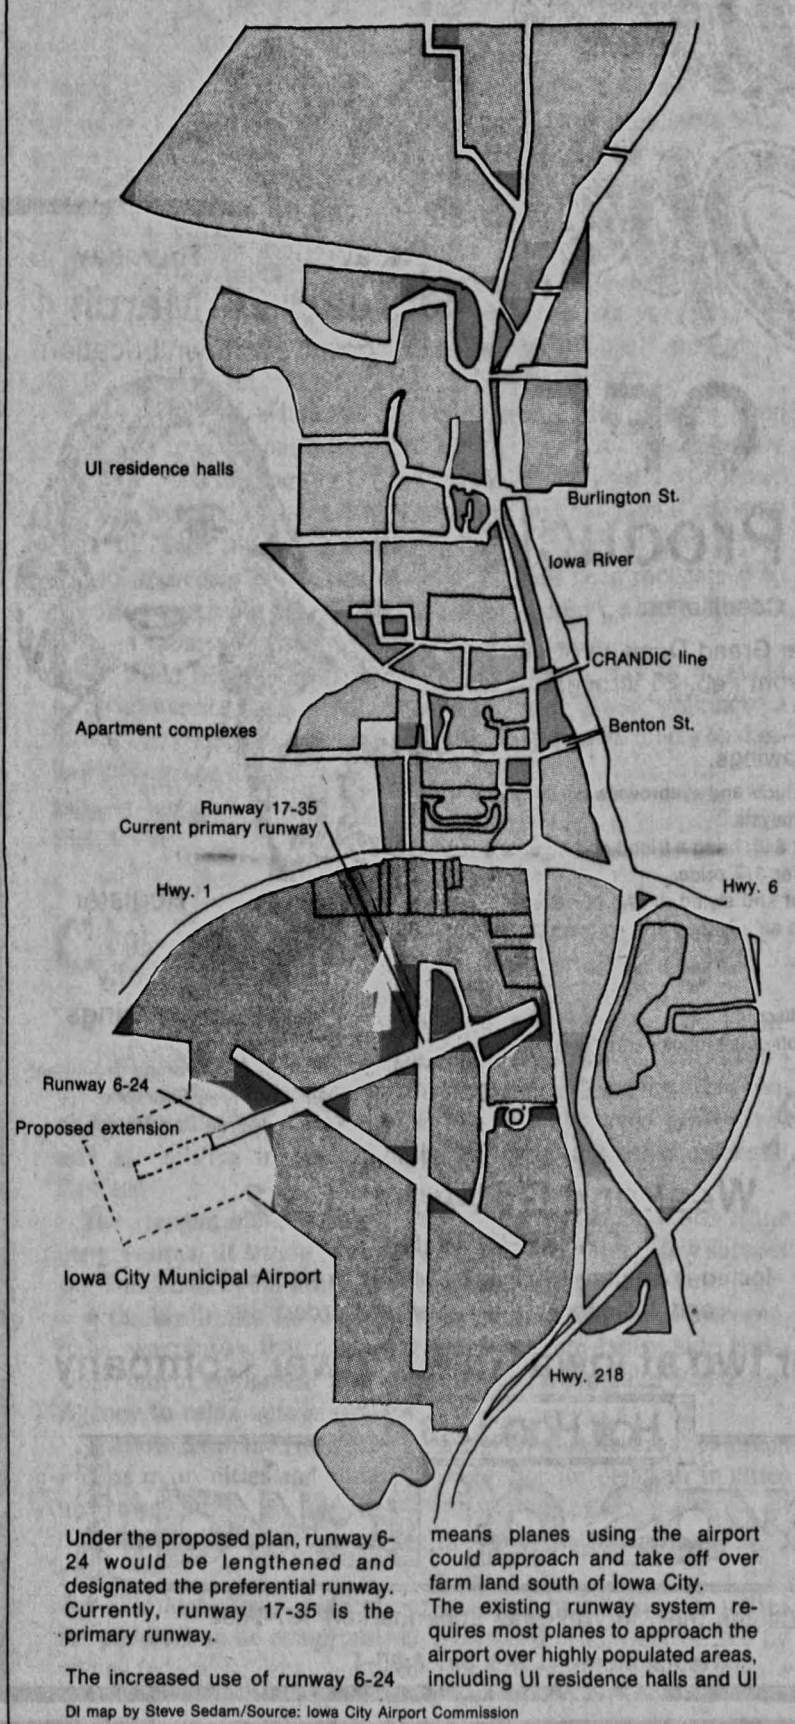 UI residence halls
Burlington St.
Iowa River
CRANDIC line
Apartment complexes
Benton St.
Runway 17-35
Current primary runway
Hwy. 1
Hwy. 6
Runway 6-24
Proposed extension
Iowa City Municipal Airport
Hwy. 218
Under the proposed plan, runway 6-
24 would be lengthened and
designated the preferential runway.
Currently, runway 17-35 is the
primary runway.
The increased use of runway 6-24
means planes using the airport
could approach and take off over
farm land south of Iowa City.
The existing runway system re-
quires most planes to approach the
airport over highly populated areas,
including UI residence halls and UI
DI map by Steve Sedam/Source: Iowa City Airport Commission